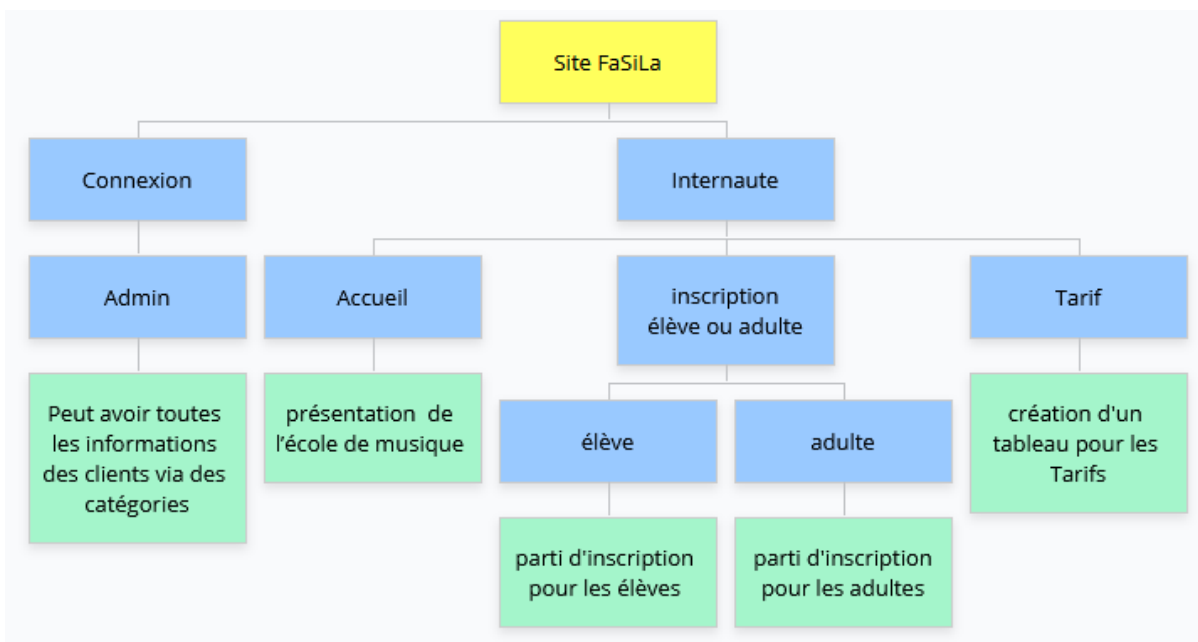 Site FaSiLa
Connexion
Internaute
Admin
Accueil
inscription
élève ou adulte
Tarif
Peut avoir toutes
les informations
des clients via des
catégories
présentation de
l'école de musique
élève
adulte
création d'un
tableau pour les
Tarifs
parti d'inscription
pour les élèves
parti d'inscription
pour les adultes